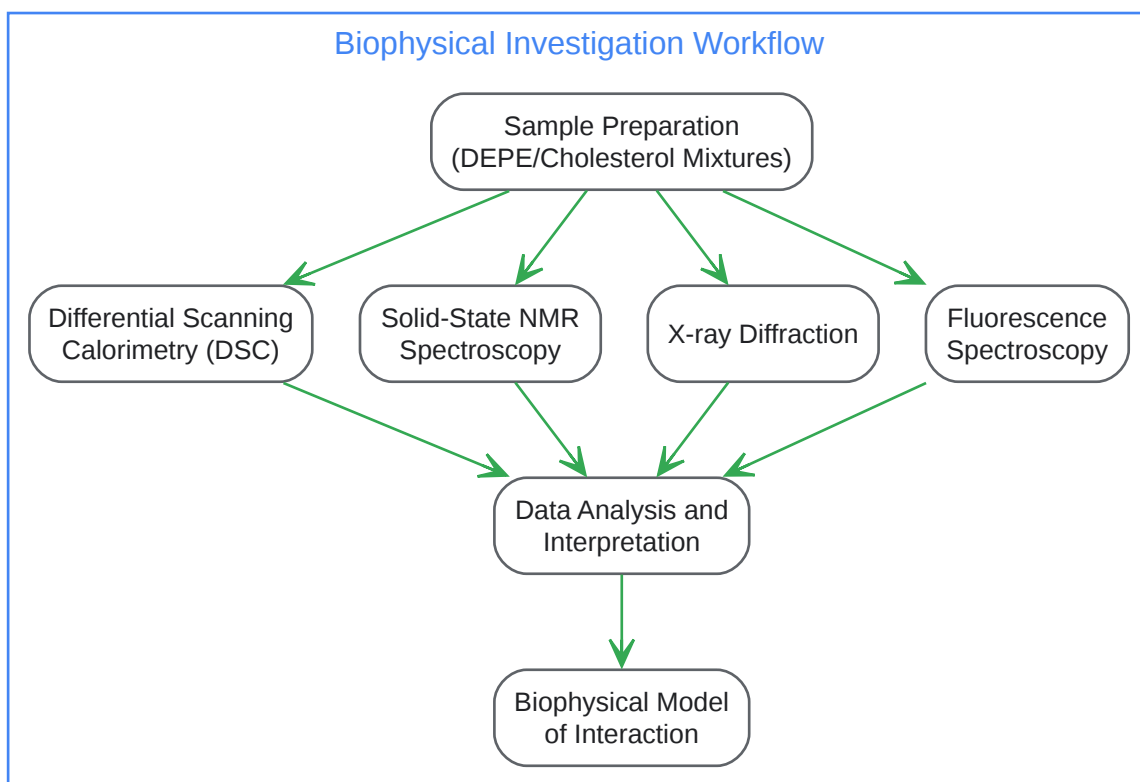 Biophysical Investigation Workflow
Sample Preparation
(DEPE/Cholesterol Mixtures)
Differential Scanning
Calorimetry (DSC)
Solid-State NMR
Spectroscopy
X-ray Diffraction
Fluorescence
Spectroscopy
Data Analysis and
Interpretation
Biophysical Model
of Interaction